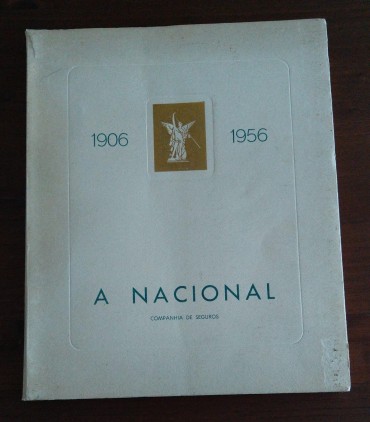 1906 1956
A NACIONAL
COMPANHIA DE SEGUROS